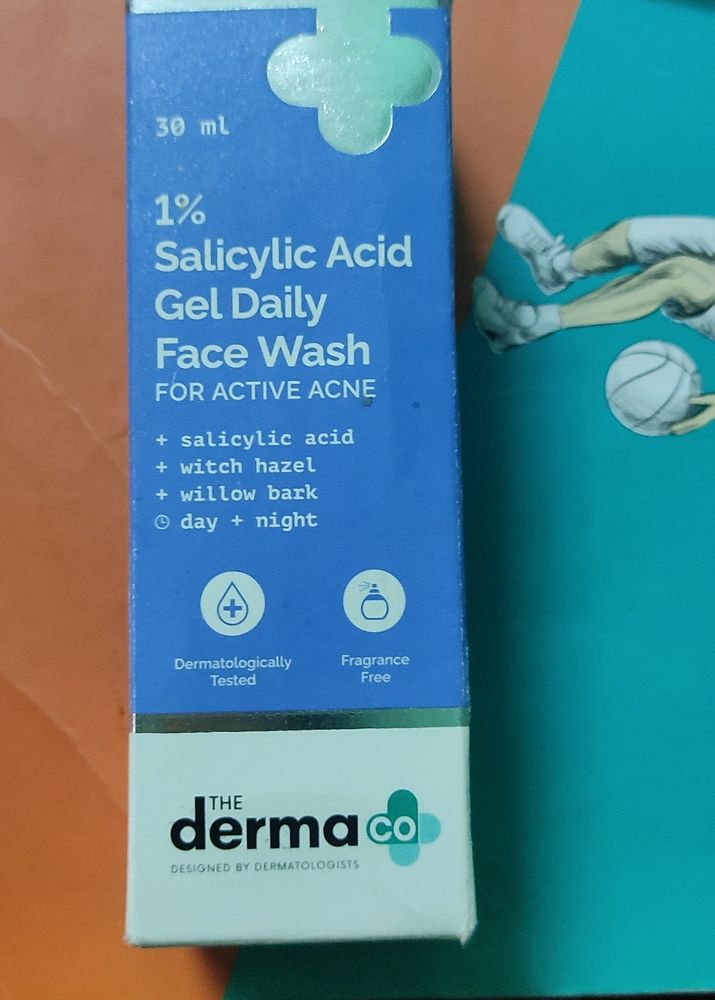 30 ml
1%
Salicylic Acid
Gel Daily
Face Wash
FOR ACTIVE ACNE
+ salicylic acid
+ witch hazel
+ willow bark
day + night
Dermatologically
Tested
Fragrance
Free
THE
derma co
DESIGNED BY DERMATOLOGISTS